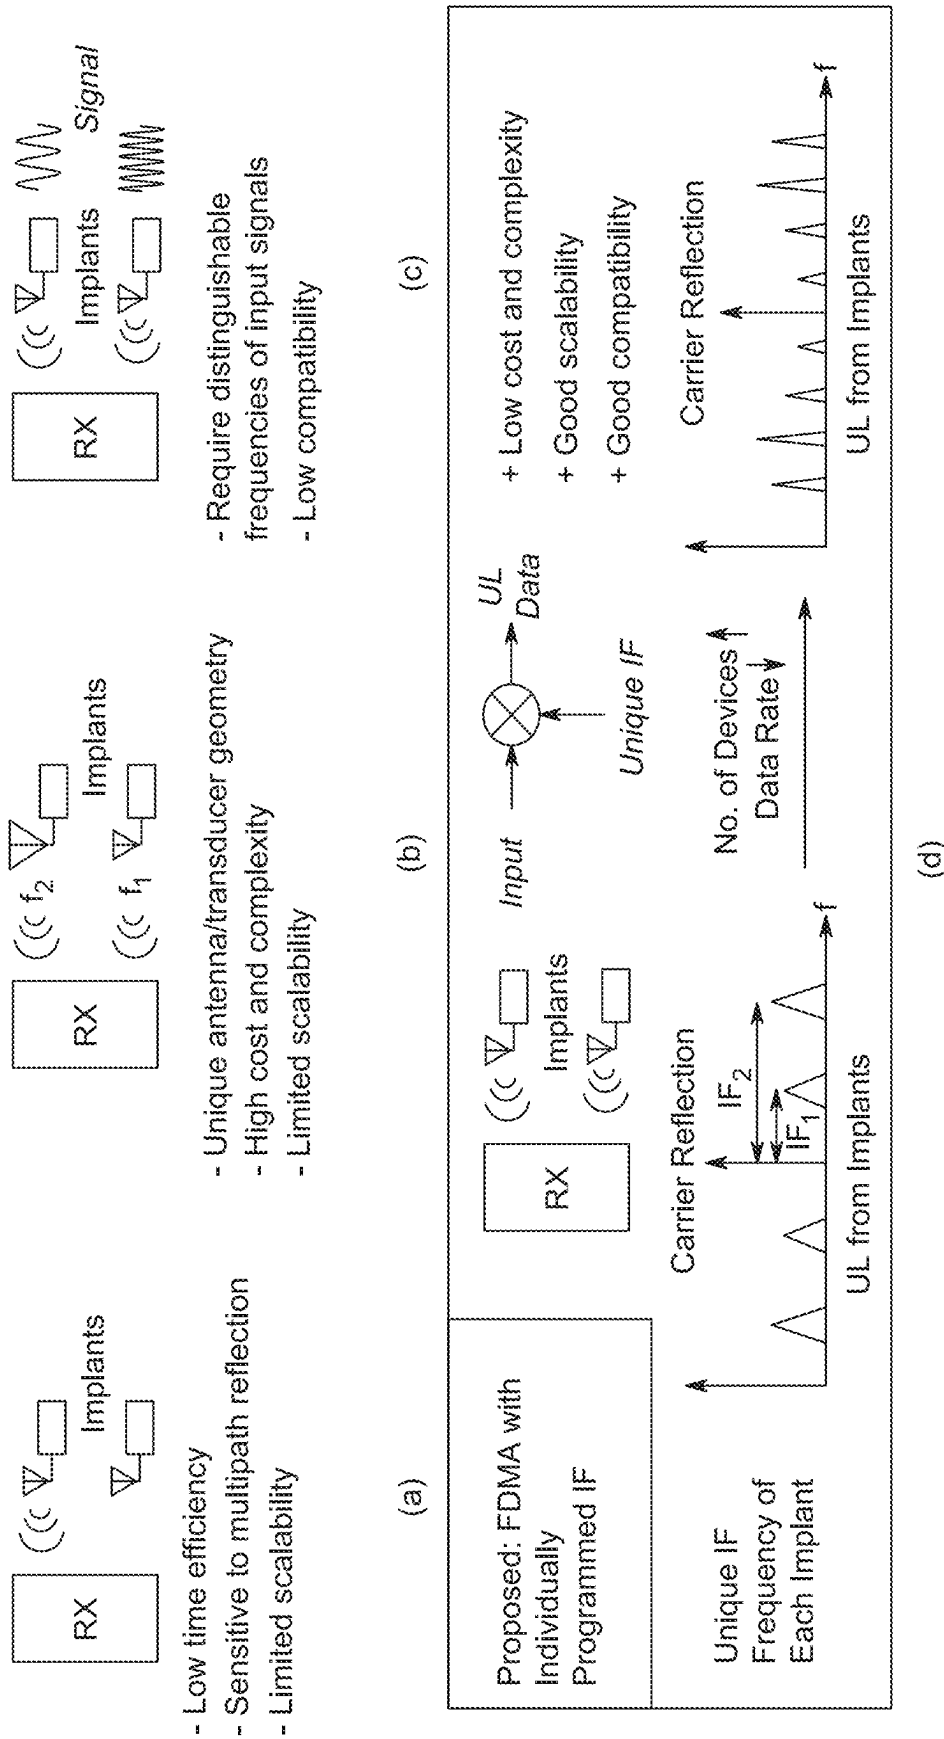 RX
Implants
- Low time efficiency
- Sensitive to multipath reflection
- Limited scalability
(a)
RX
f2
f1
Implants
- Unique antenna/transducer geometry
- High cost and complexity
- Limited scalability
(b)
RX
Implants
Signal
- Require distinguishable
frequencies of input signals
- Low compatibility
(c)
Proposed: FDMA with
Individually
Programmed IF
RX
Implants
Input
UL
Data
Unique IF
+ Low cost and complexity
+ Good scalability
+ Good compatibility
Unique IF
Frequency of
Each Implant
Carrier Reflection
IF2
IF1
f
UL from Implants
No. of Devices
Data Rate
Carrier Reflection
f
UL from Implants
(d)